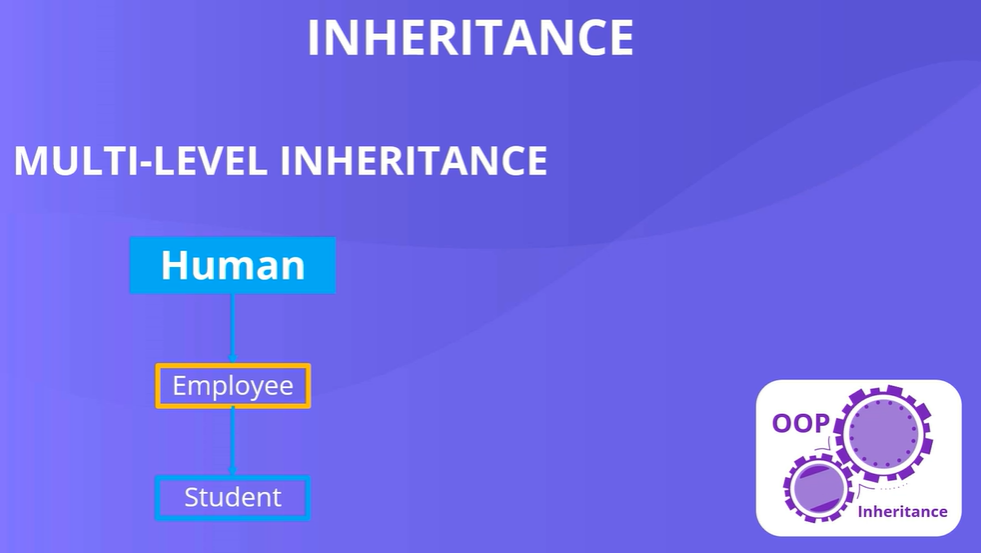 INHERITANCE
MULTI-LEVEL INHERITANCE
Human
Employee
Student
OOP
Inheritance